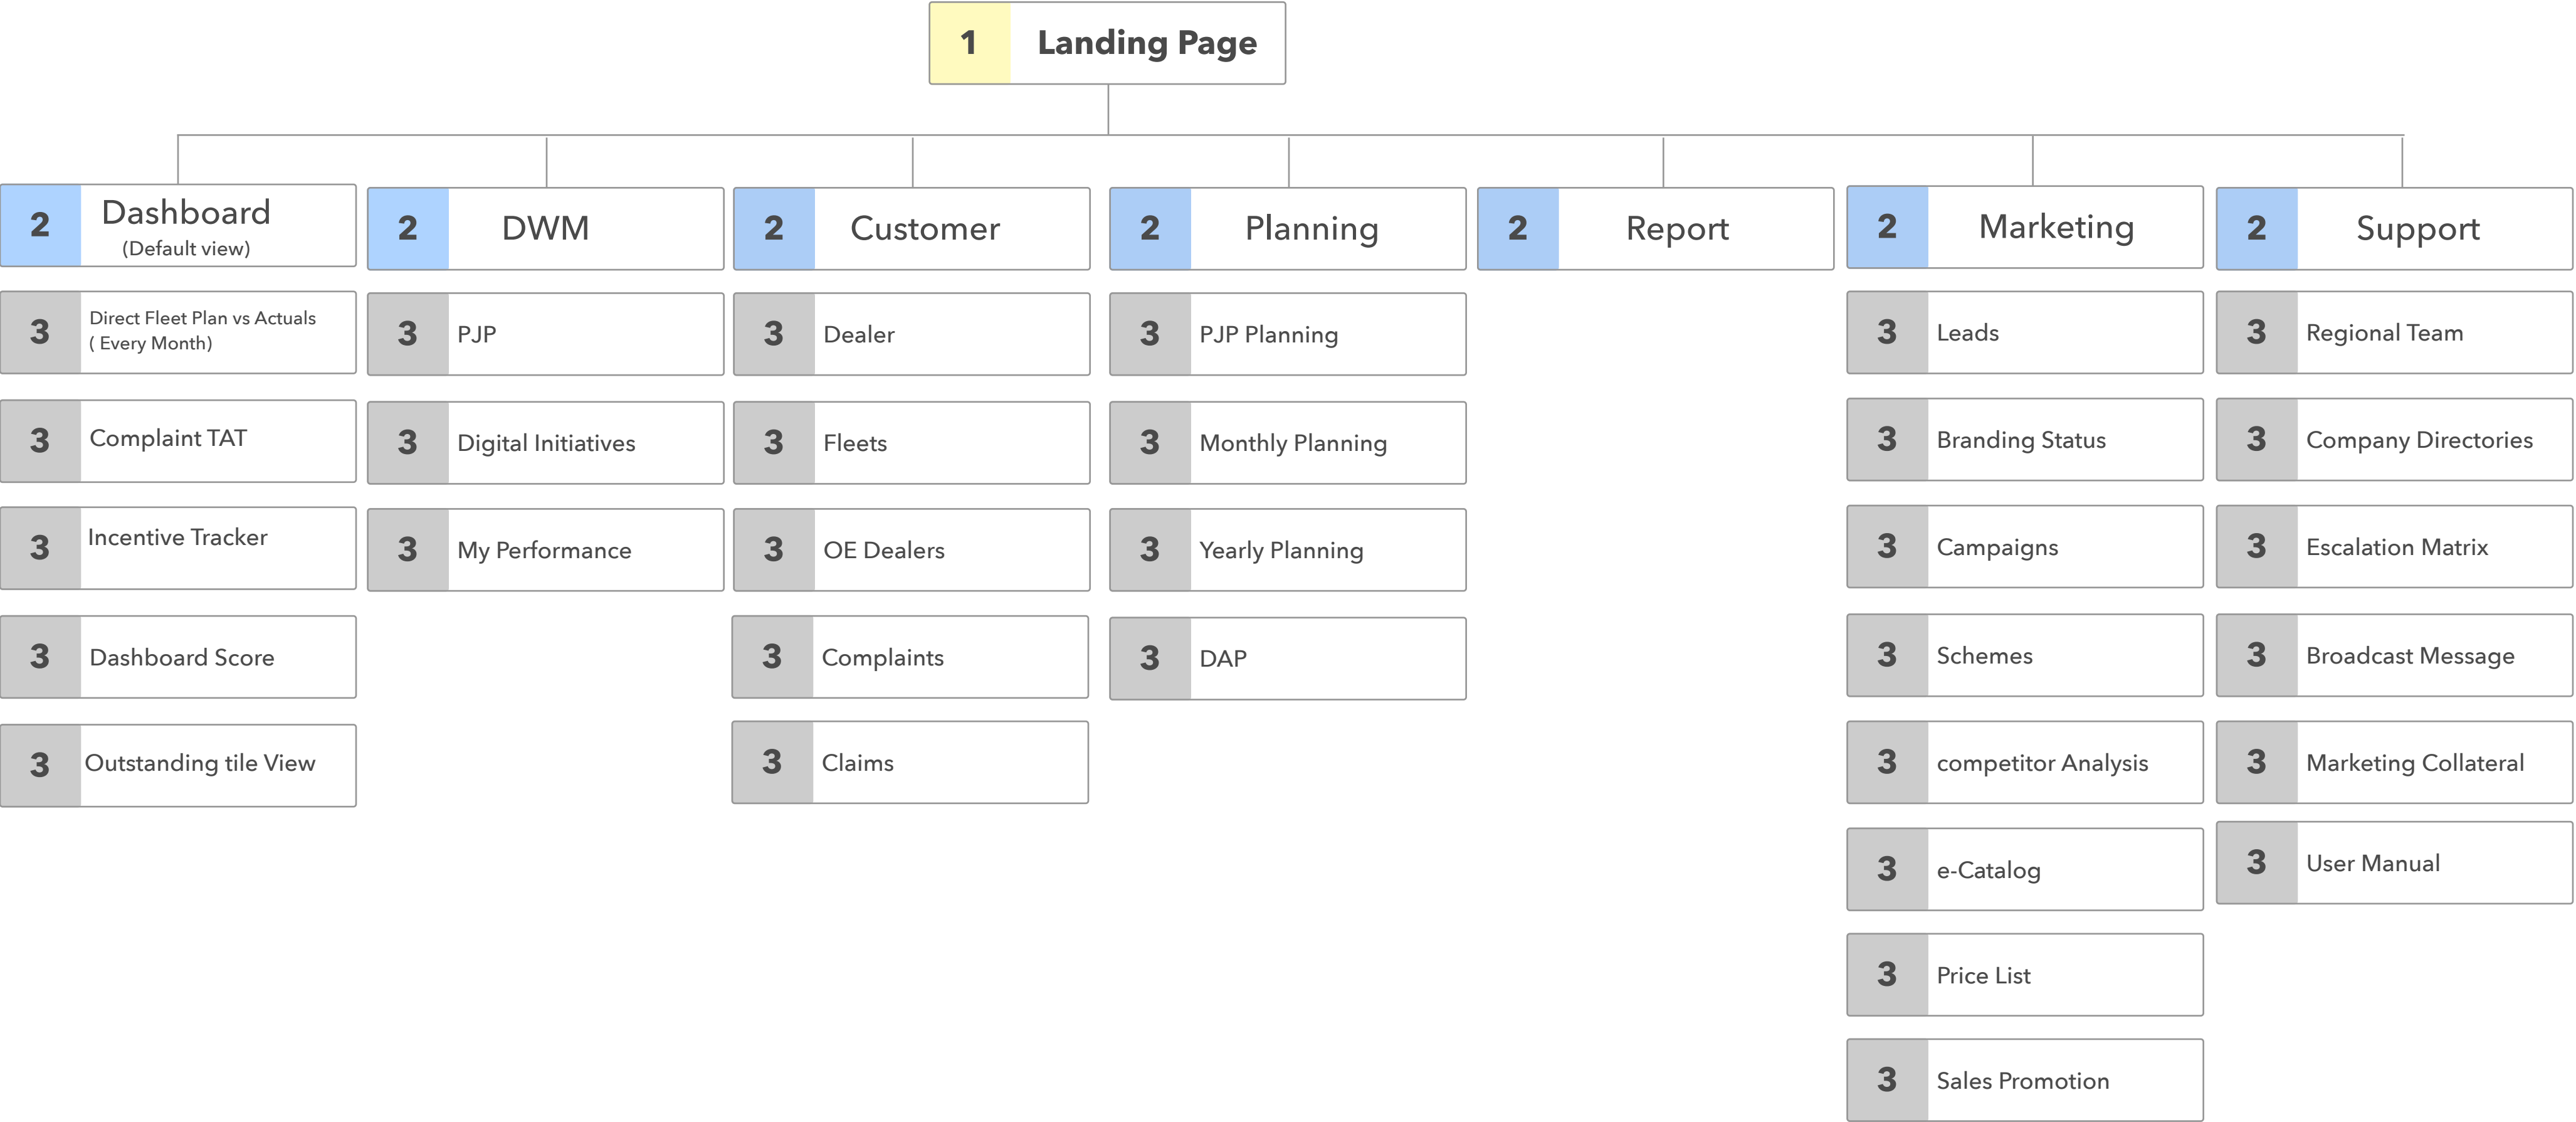 1 Landing Page
2 Dashboard
(Default view)
3 Direct Fleet Plan vs Actuals
( Every Month)
3 Complaint TAT
3 Incentive Tracker
3 Dashboard Score
3 Outstanding tile View
2 DWM
3 PJP
3 Digital Initiatives
3 My Performance
2 Customer
3 Dealer
3 Fleets
3 OE Dealers
3 Complaints
3 Claims
2 Planning
3 PJP Planning
3 Monthly Planning
3 Yearly Planning
3 DAP
2 Report
2 Marketing
3 Leads
3 Branding Status
3 Campaigns
3 Schemes
3 competitor Analysis
3 e-Catalog
3 Price List
3 Sales Promotion
2 Support
3 Regional Team
3 Company Directories
3 Escalation Matrix
3 Broadcast Message
3 Marketing Collateral
3 User Manual